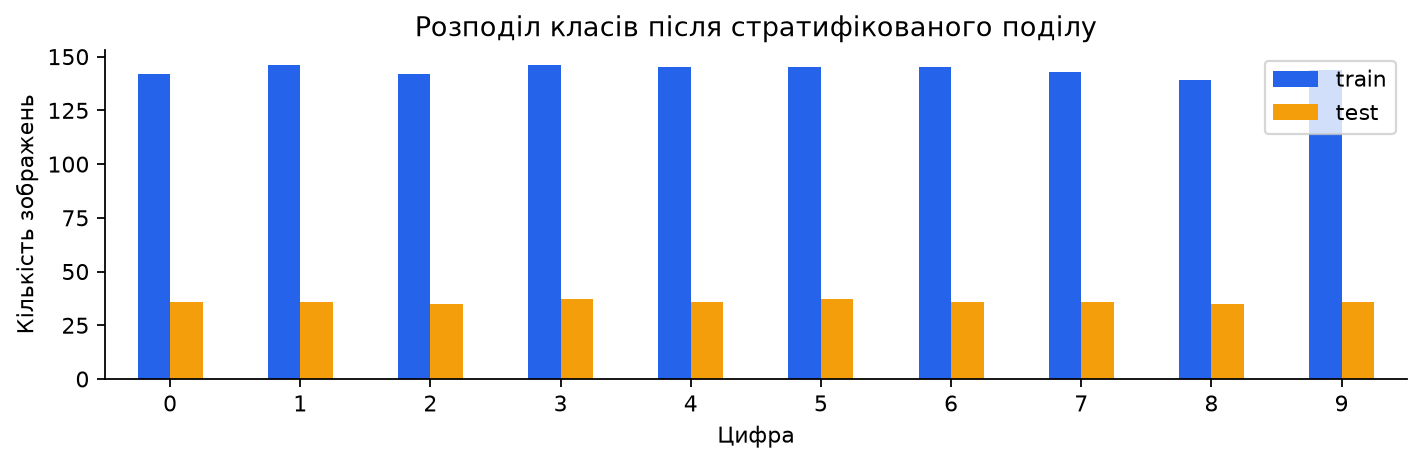 Розподіл класів після стратифікованого поділу
Кількість зображень
150
125
100
75
50
25
0
train
test
0 1 2 3 4 5 6 7 8 9
Цифра